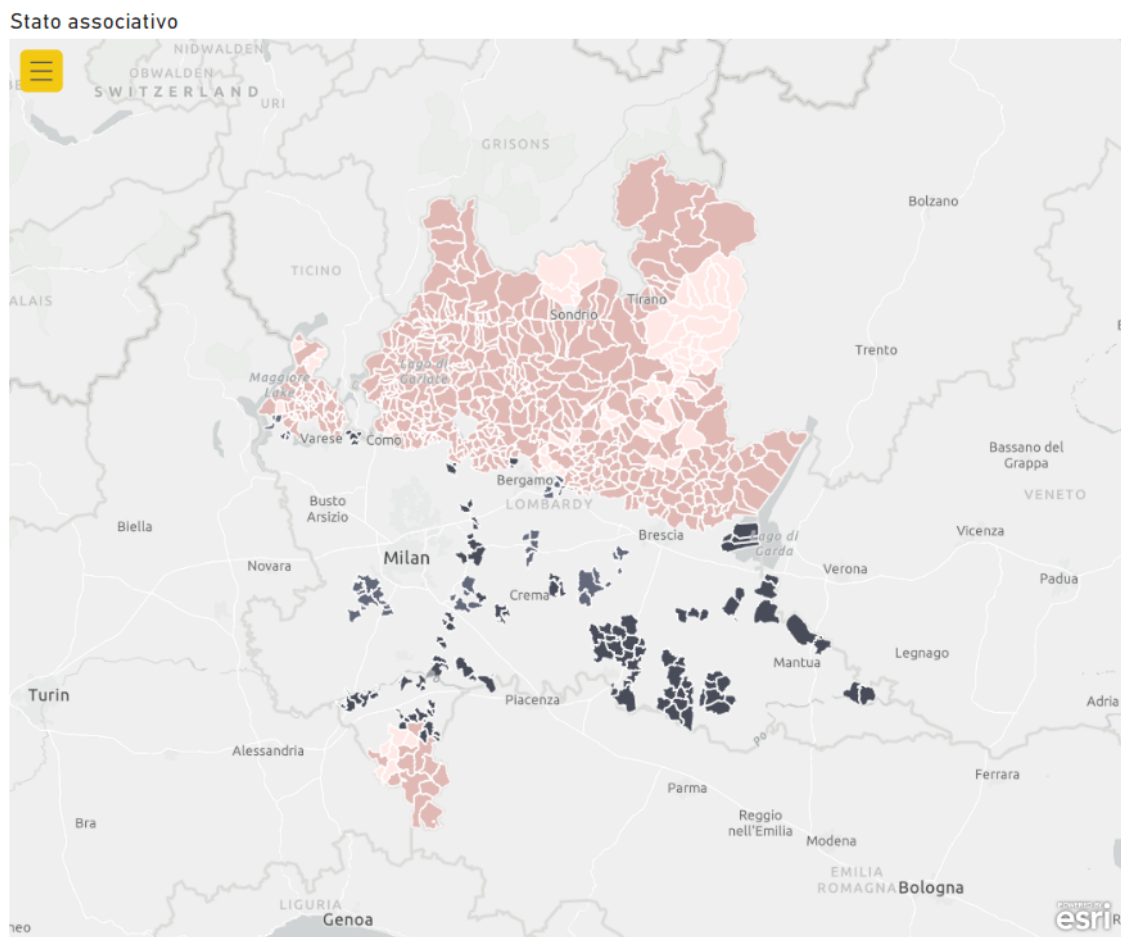 Stato associativo
NIDWALDEN
OBWALDEN
SWITZERLAND
URI
GRISONS
Bolzano
TICINO
ALAIS
Tirano
Sondrio
Trento
Lago di
Garlate
Maggiore
Lake
Varese
Como
Bassano del
Grappa
Bergamo
VENETO
LOMBARDY
Busto
Arsizio
Biella
Brescia
Lago di
Garda
Vicenza
Milan
Novara
Verona
Padua
Crema
Legnago
Mantua
Turin
Piacenza
Adria
po
Alessandria
Ferrara
Parma
Bra
Reggio
nell'Emilia
Modena
EMILIA
ROMAGNA
Bologna
LIGURIA
Genoa
POWERED BY
esri
neo